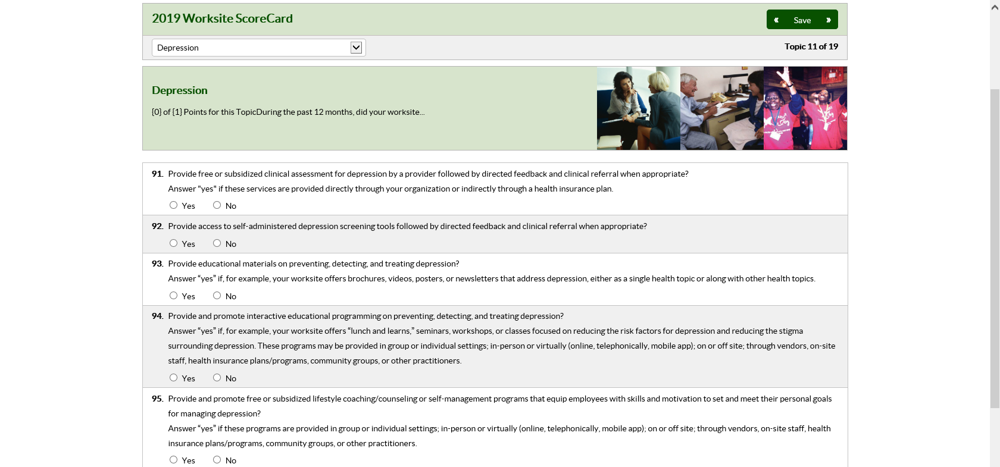 2019 Worksite ScoreCard
« Save »
Depression
Topic 11 of 19
Depression
{0} of {1} Points for this TopicDuring the past 12 months, did your worksite...
91. Provide free or subsidized clinical assessment for depression by a provider followed by directed feedback and clinical referral when appropriate?
Answer "yes" if these services are provided directly through your organization or indirectly through a health insurance plan.
Yes No
92. Provide access to self-administered depression screening tools followed by directed feedback and clinical referral when appropriate?
Yes No
93. Provide educational materials on preventing, detecting, and treating depression?
Answer “yes” if, for example, your worksite offers brochures, videos, posters, or newsletters that address depression, either as a single health topic or along with other health topics.
Yes No
94. Provide and promote interactive educational programming on preventing, detecting, and treating depression?
Answer “yes” if, for example, your worksite offers “lunch and learns,” seminars, workshops, or classes focused on reducing the risk factors for depression and reducing the stigma
surrounding depression. These programs may be provided in group or individual settings; in-person or virtually (online, telephonically, mobile app); on or off site; through vendors, on-site
staff, health insurance plans/programs, community groups, or other practitioners.
Yes No
95. Provide and promote free or subsidized lifestyle coaching/counseling or self-management programs that equip employees with skills and motivation to set and meet their personal goals
for managing depression?
Answer “yes” if these programs are provided in group or individual settings; in-person or virtually (online, telephonically, mobile app); on or off site; through vendors, on-site staff, health
insurance plans/programs, community groups, or other practitioners.
Yes No